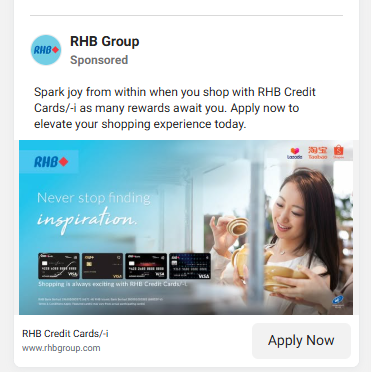 RHB Group
Sponsored
Spark joy from within when you shop with RHB Credit
Cards/-i as many rewards await you. Apply now to
elevate your shopping experience today.
RHB
RHB
Lazada
淘宝
Taobao
Never stop finding
inspiration.
VISA
VISA
VISA
Shopping is always exciting with RHB Credit Cards/-i.
RHB Credit Cards/-i
www.rhbgroup.com
Apply Now